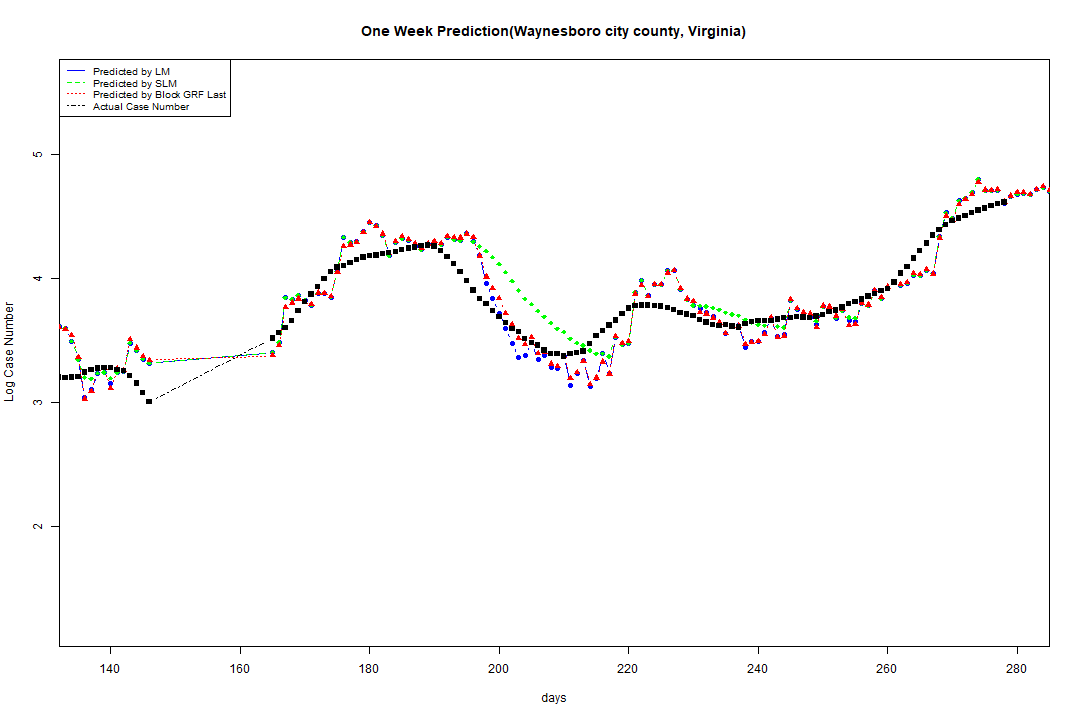 One Week Prediction(Waynesboro city county, Virginia)
Predicted by LM
Predicted by SLM
Predicted by Block GRF Last
Actual Case Number
5
4
3
2
Log Case Number
140 160 180 200 220 240 260 280
days